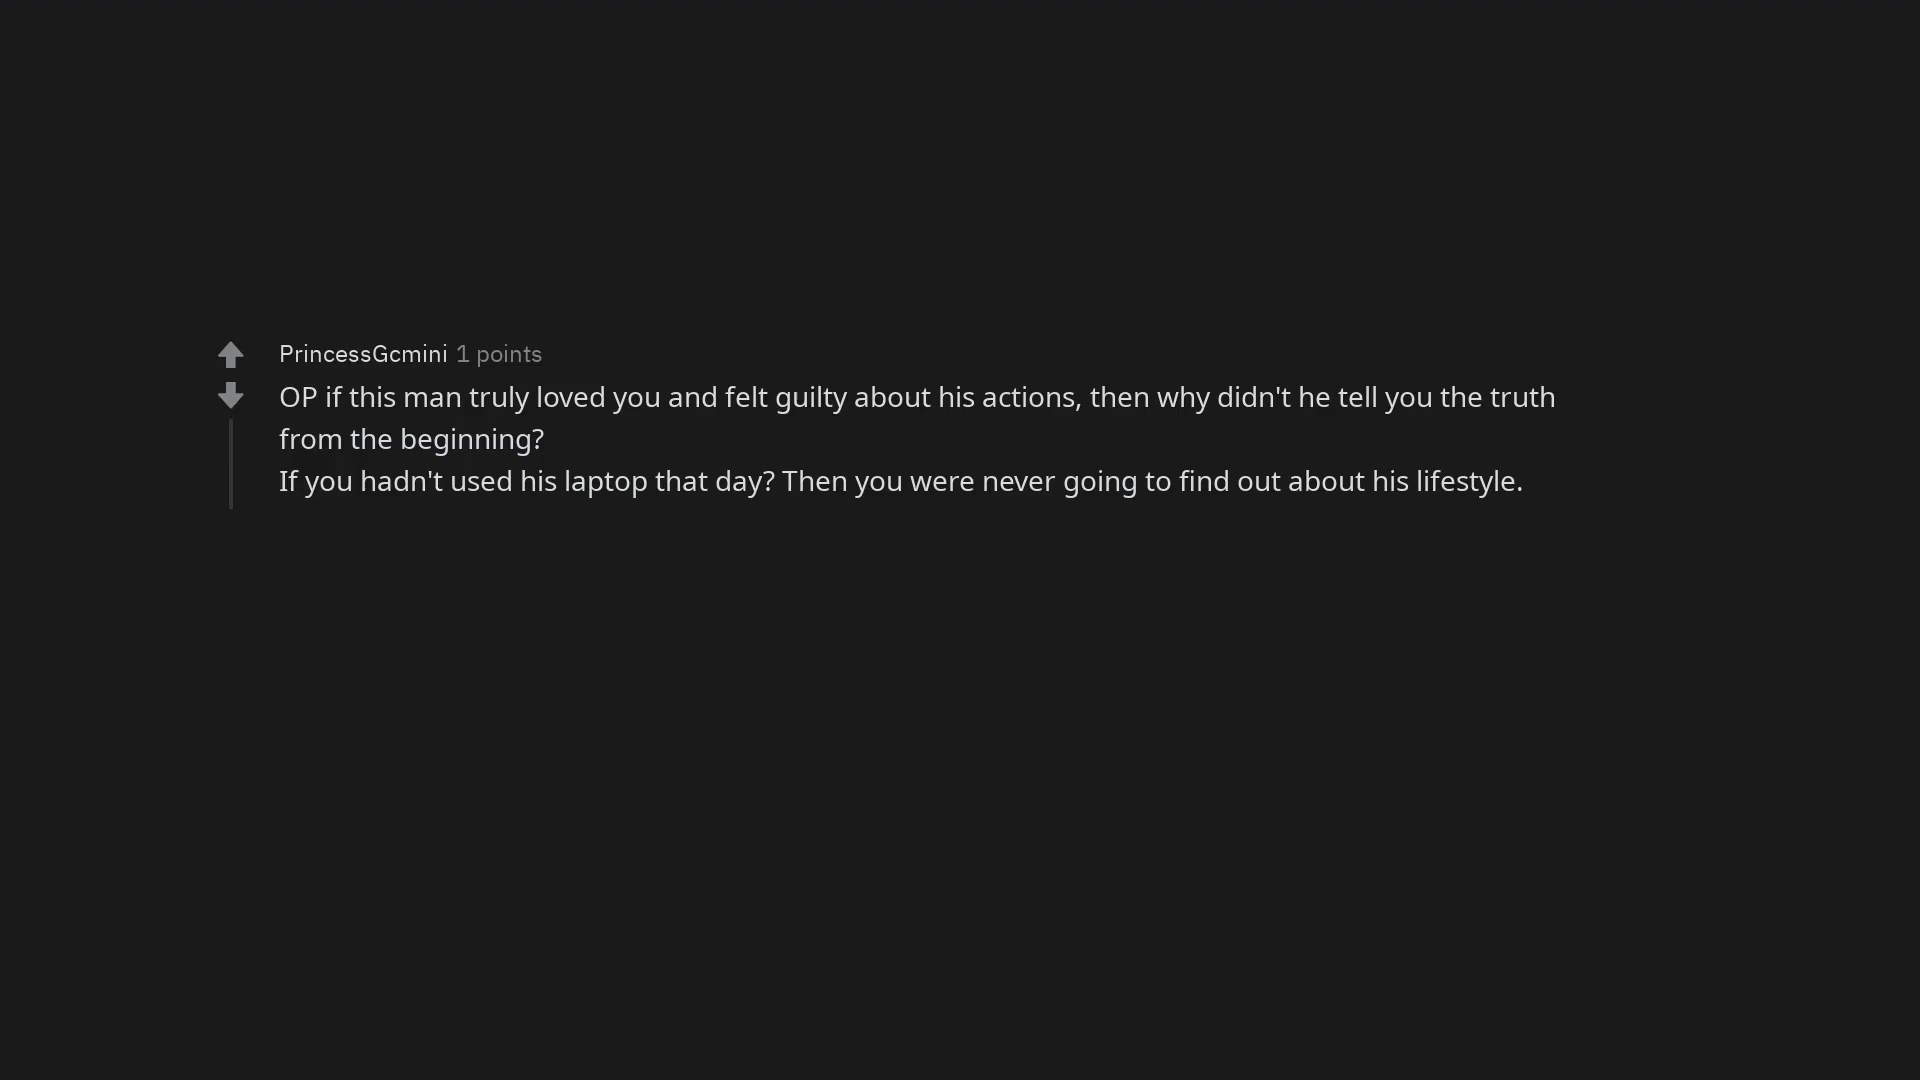 PrincessGcmini 1 points
OP if this man truly loved you and felt guilty about his actions, then why didn't he tell you the truth
from the beginning?
If you hadn't used his laptop that day? Then you were never going to find out about his lifestyle.